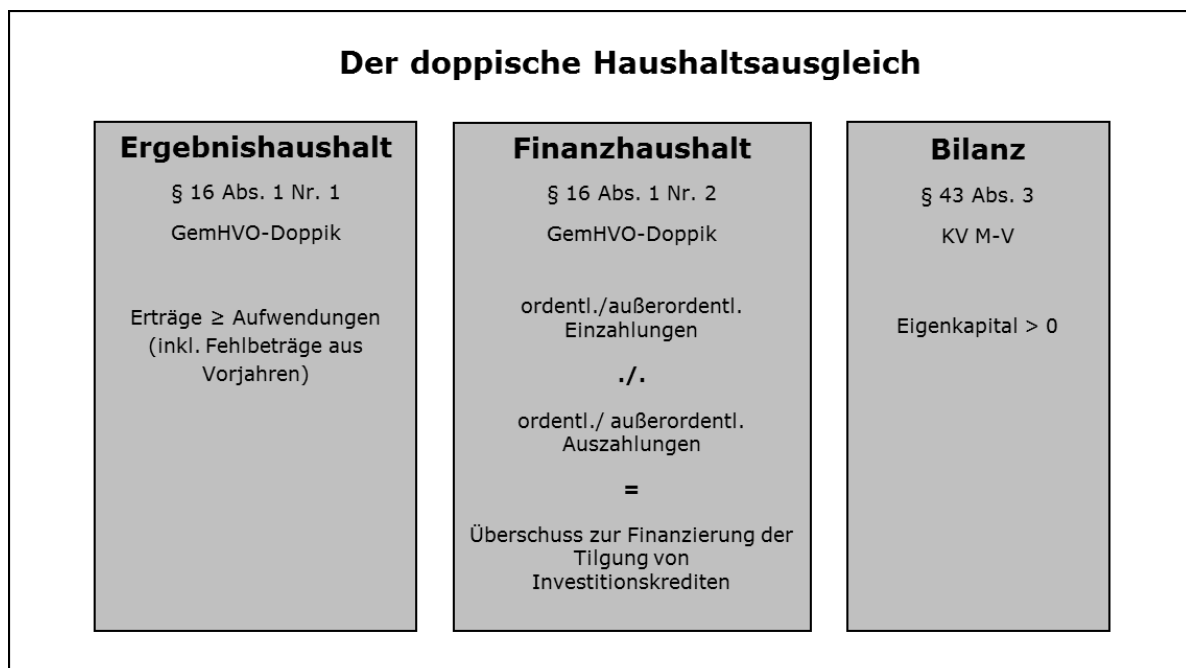 Der doppische Haushaltsausgleich
Ergebnishaushalt
§ 16 Abs. 1 Nr. 1
GemHVO-Doppik
Erträge ≥ Aufwendungen
(inkl. Fehlbeträge aus
Vorjahren)
Finanzhaushalt
§ 16 Abs. 1 Nr. 2
GemHVO-Doppik
ordentl./außerordentl.
Einzahlungen
./.
ordentl./ außerordentl.
Auszahlungen
=
Überschuss zur Finanzierung der
Tilgung von
Investitionskrediten
Bilanz
§ 43 Abs. 3
KV M-V
Eigenkapital > 0